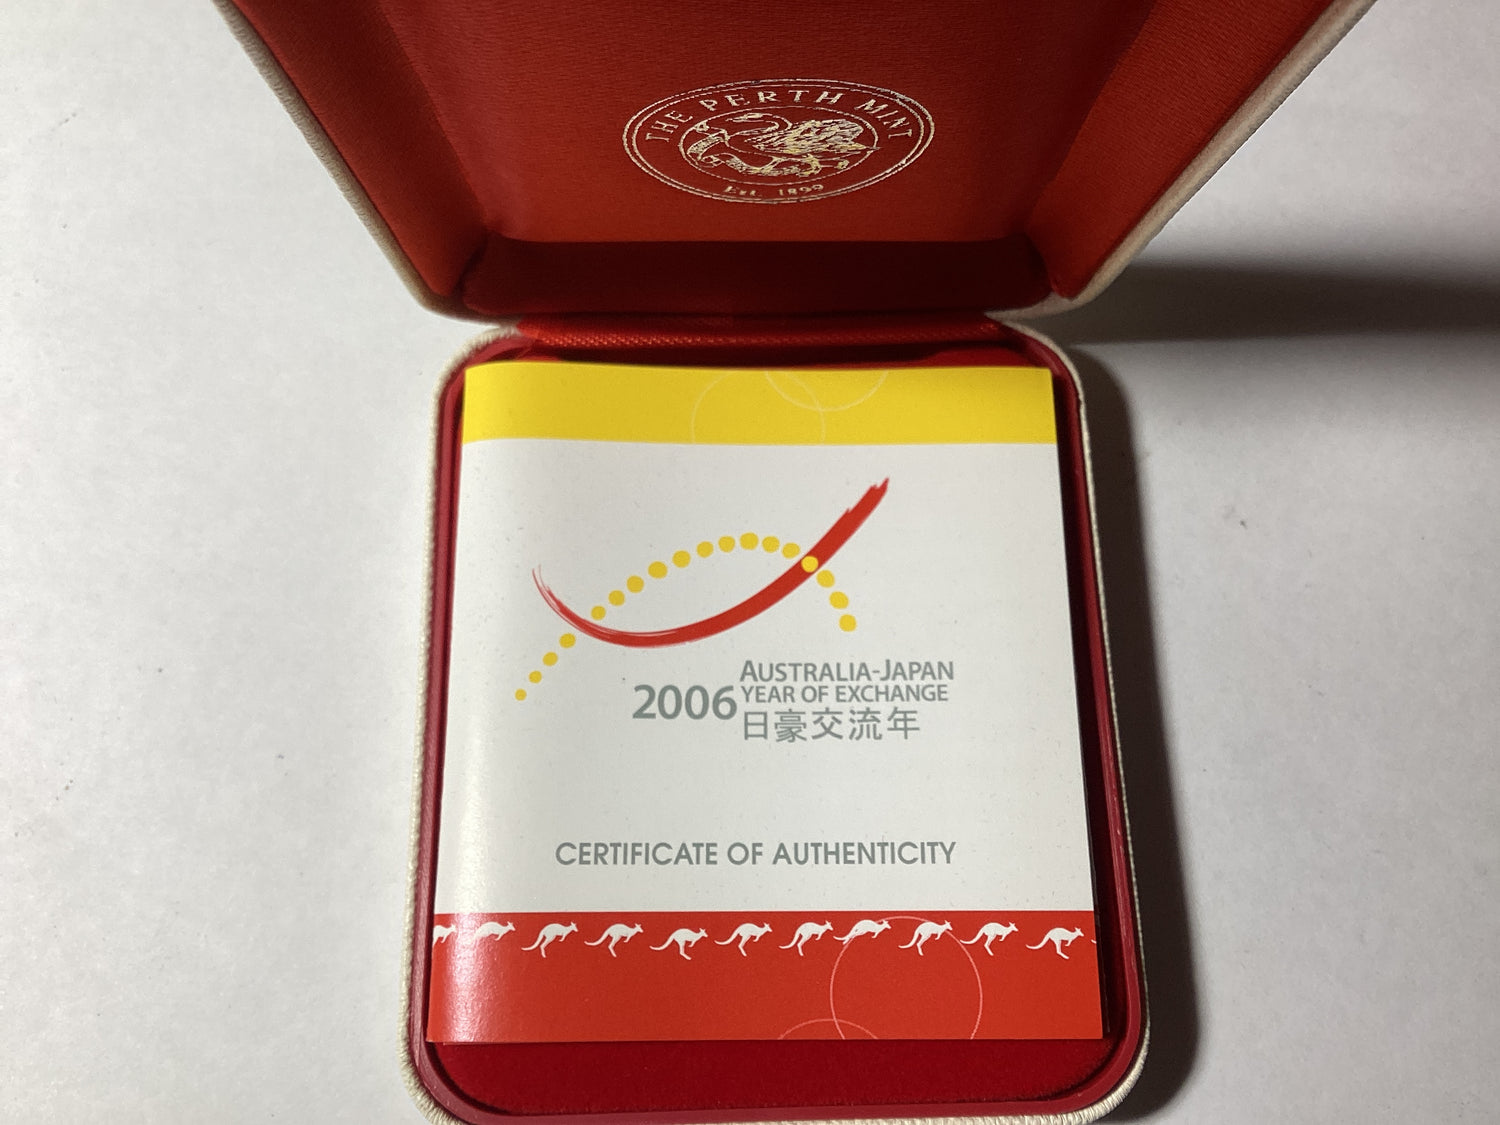 THE PERTH MINT
Est. 1899
2006 AUSTRALIA-JAPAN
YEAR OF EXCHANGE
日豪交流年
CERTIFICATE OF AUTHENTICITY